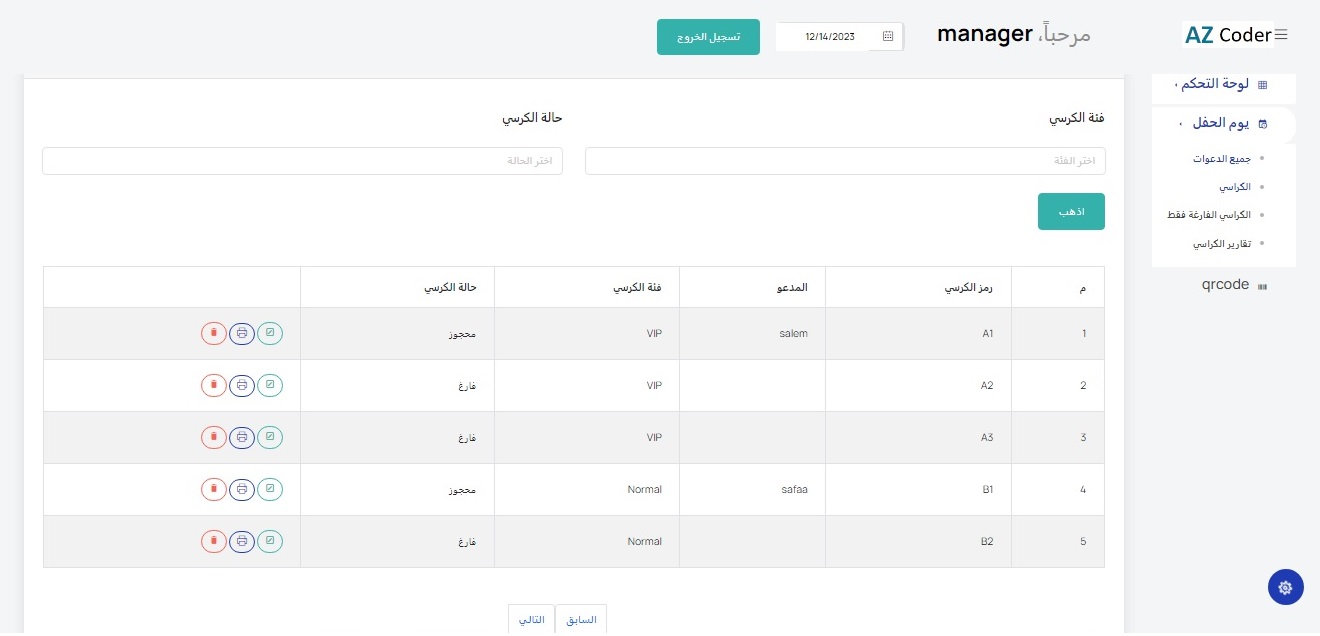 AZ Coder
مرحباً، manager
12/14/2023
تسجيل الخروج
لوحة التحكم
يوم الحفل
جميع الدعوات
الكراسي
الكراسي الفارغة فقط
تقارير الكراسي
qrcode
فئة الكرسي
حالة الكرسي
اختر الفئة
اختر الحالة
اذهب
م رمز الكرسي المدعو فئة الكرسي حالة الكرسي
1 A1 salem VIP محجوز
2 A2 VIP فارغ
3 A3 VIP فارغ
4 B1 safaa Normal محجوز
5 B2 Normal فارغ
السابق التالي